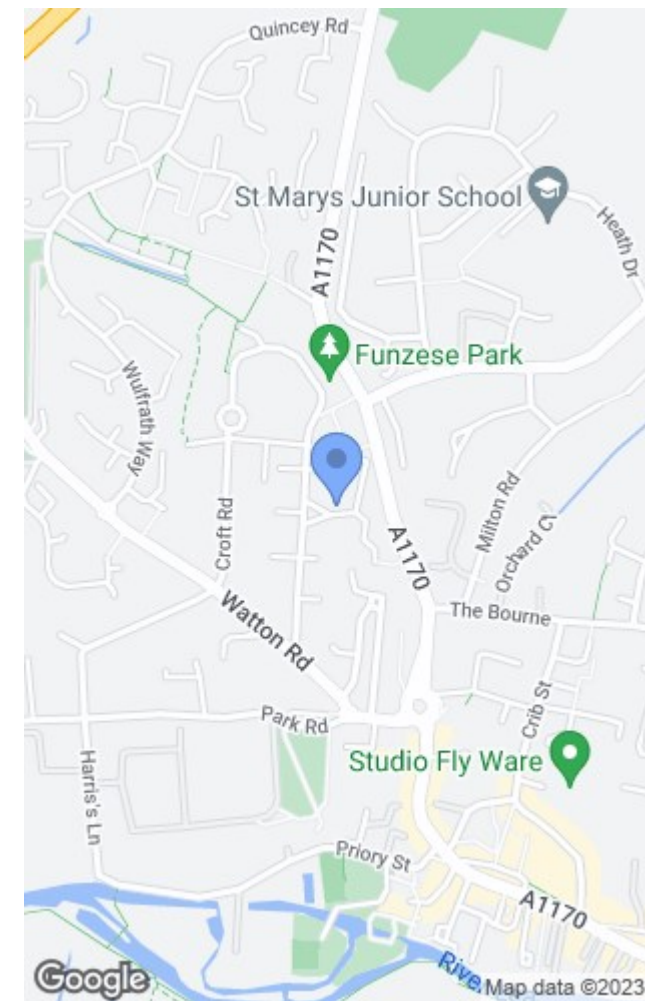 Quincey Rd
St Marys Junior School
Heath Dr
A1170
Funzese Park
Wulfrath Way
Croft Rd
Milton Rd
Orchard Cl
A1170
The Bourne
Watton Rd
Crib St
Park Rd
Studio Fly Ware
Harris's Ln
Priory St
A1170
Google
Map data ©2023